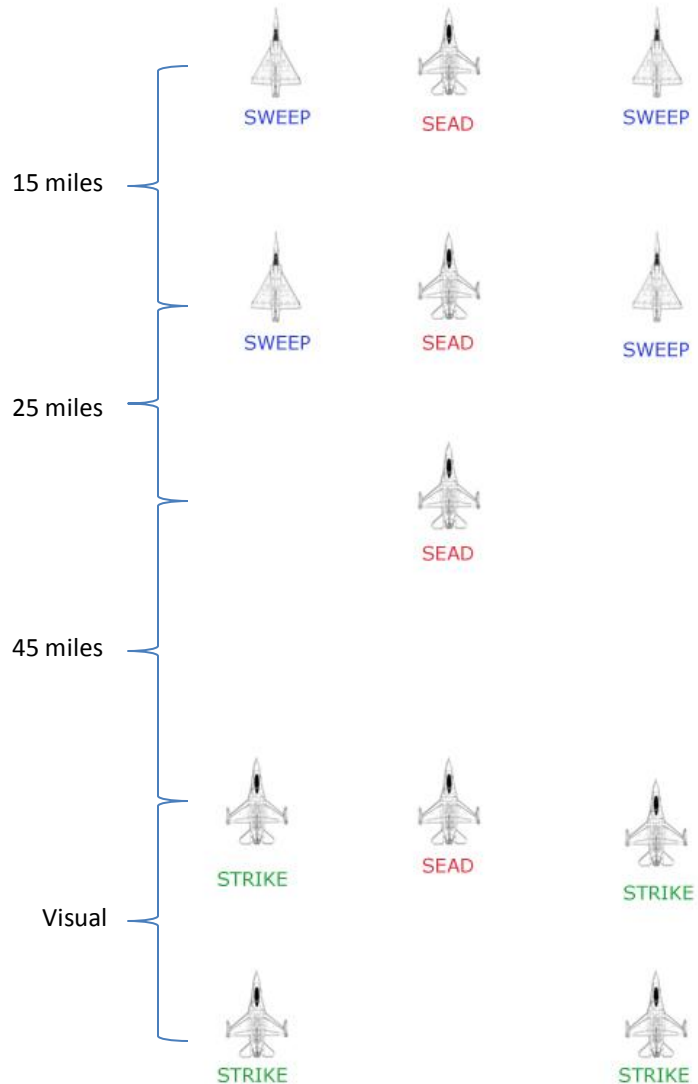 SWEEP
SEAD
SWEEP
15 miles
SWEEP
SEAD
SWEEP
25 miles
SEAD
45 miles
STRIKE
SEAD
STRIKE
Visual
STRIKE
STRIKE